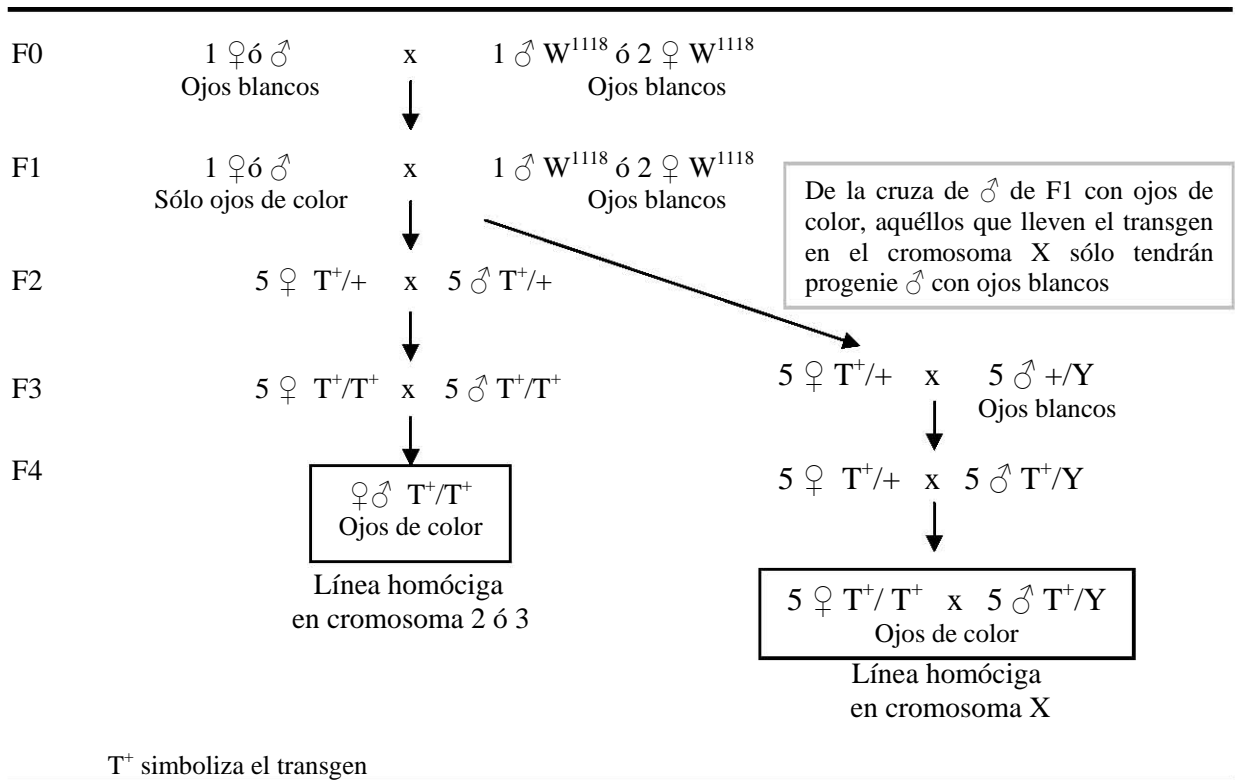 F0 1 ♀ó ♂ x 1 ♂ W¹¹¹⁸ ó 2 ♀ W¹¹¹⁸
Ojos blancos Ojos blancos
F1 1 ♀ó ♂ x 1 ♂ W¹¹¹⁸ ó 2 ♀ W¹¹¹⁸
Sólo ojos de color Ojos blancos
De la cruza de ♂ de F1 con ojos de
color, aquéllos que lleven el transgen
en el cromosoma X sólo tendrán
progenie ♂ con ojos blancos
F2 5 ♀ T⁺/+ x 5 ♂ T⁺/+
F3 5 ♀ T⁺/T⁺ x 5 ♂ T⁺/T⁺
5 ♀ T⁺/+ x 5 ♂ +/Y
Ojos blancos
F4
♀♂ T⁺/T⁺
Ojos de color
Línea homóciga
en cromosoma 2 ó 3
5 ♀ T⁺/+ x 5 ♂ T⁺/Y
5 ♀ T⁺/ T⁺ x 5 ♂ T⁺/Y
Ojos de color
Línea homóciga
en cromosoma X
T⁺ simboliza el transgen